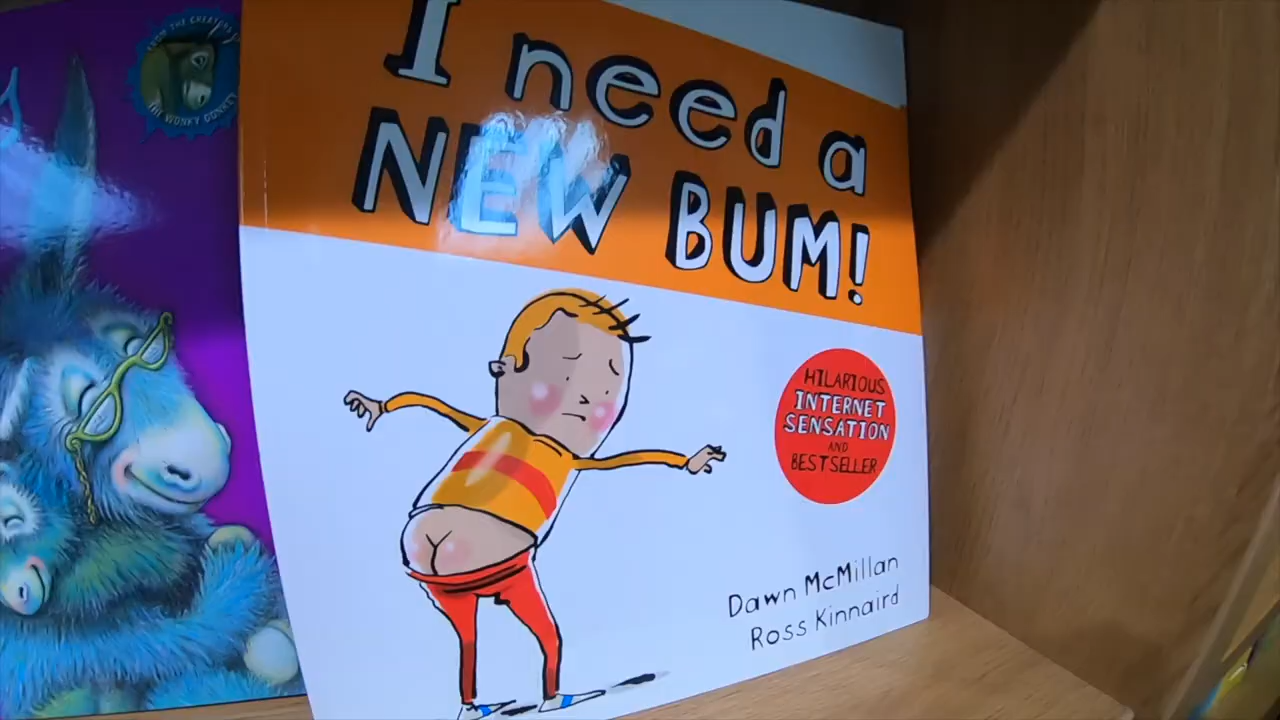 FROM THE CREATORS OF
THE WONKY DONKEY
I need a
NEW BUM!
HILARIOUS
INTERNET
SENSATION
AND
BESTSELLER
Dawn McMillan
Ross Kinnaird